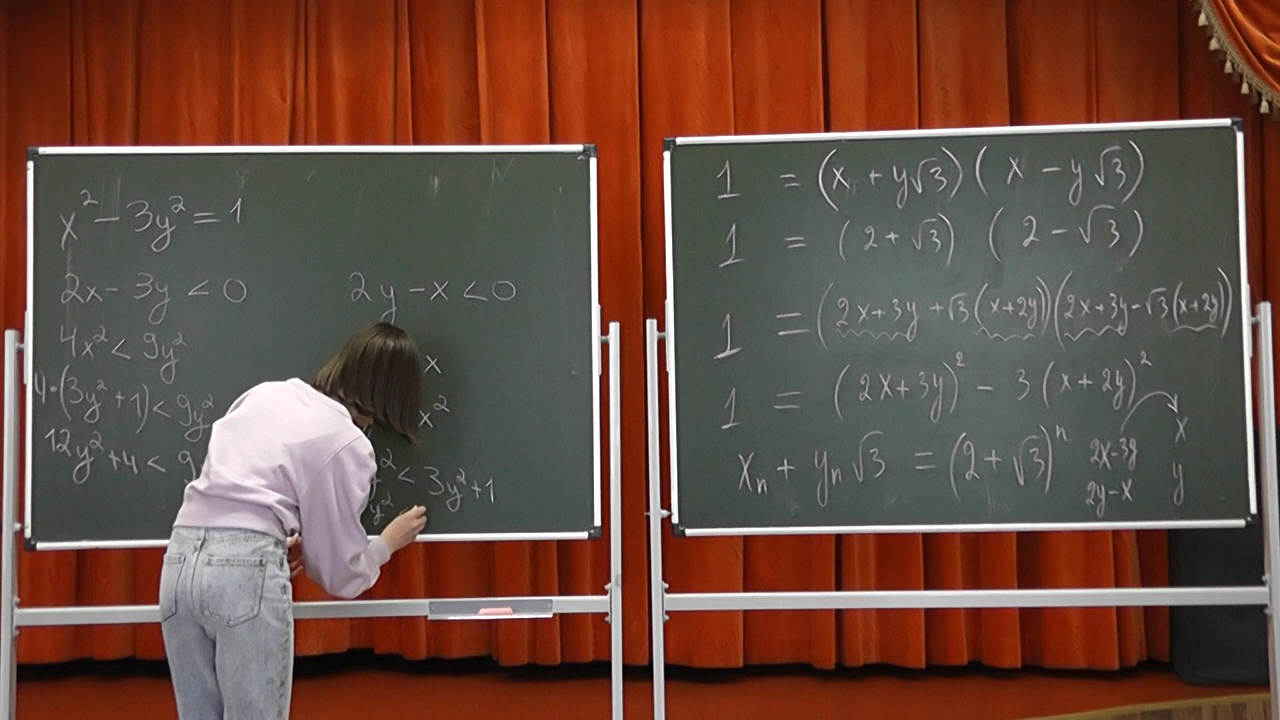 x² − 3y² = 1
2x − 3y < 0
4x² < 9y²
4·(3y² + 1) < 9y²
12y² + 4 < 9
2y − x < 0
x
x²
² < 3y² + 1
y²
1 = (x + y√3)(x − y√3)
1 = (2 + √3) (2 − √3)
1 = (2x + 3y + √3(x + 2y))(2x + 3y − √3(x + 2y))
1 = (2x + 3y)² − 3(x + 2y)²
xₙ + yₙ√3 = (2 + √3)ⁿ
2x − 3y x
2y − x y